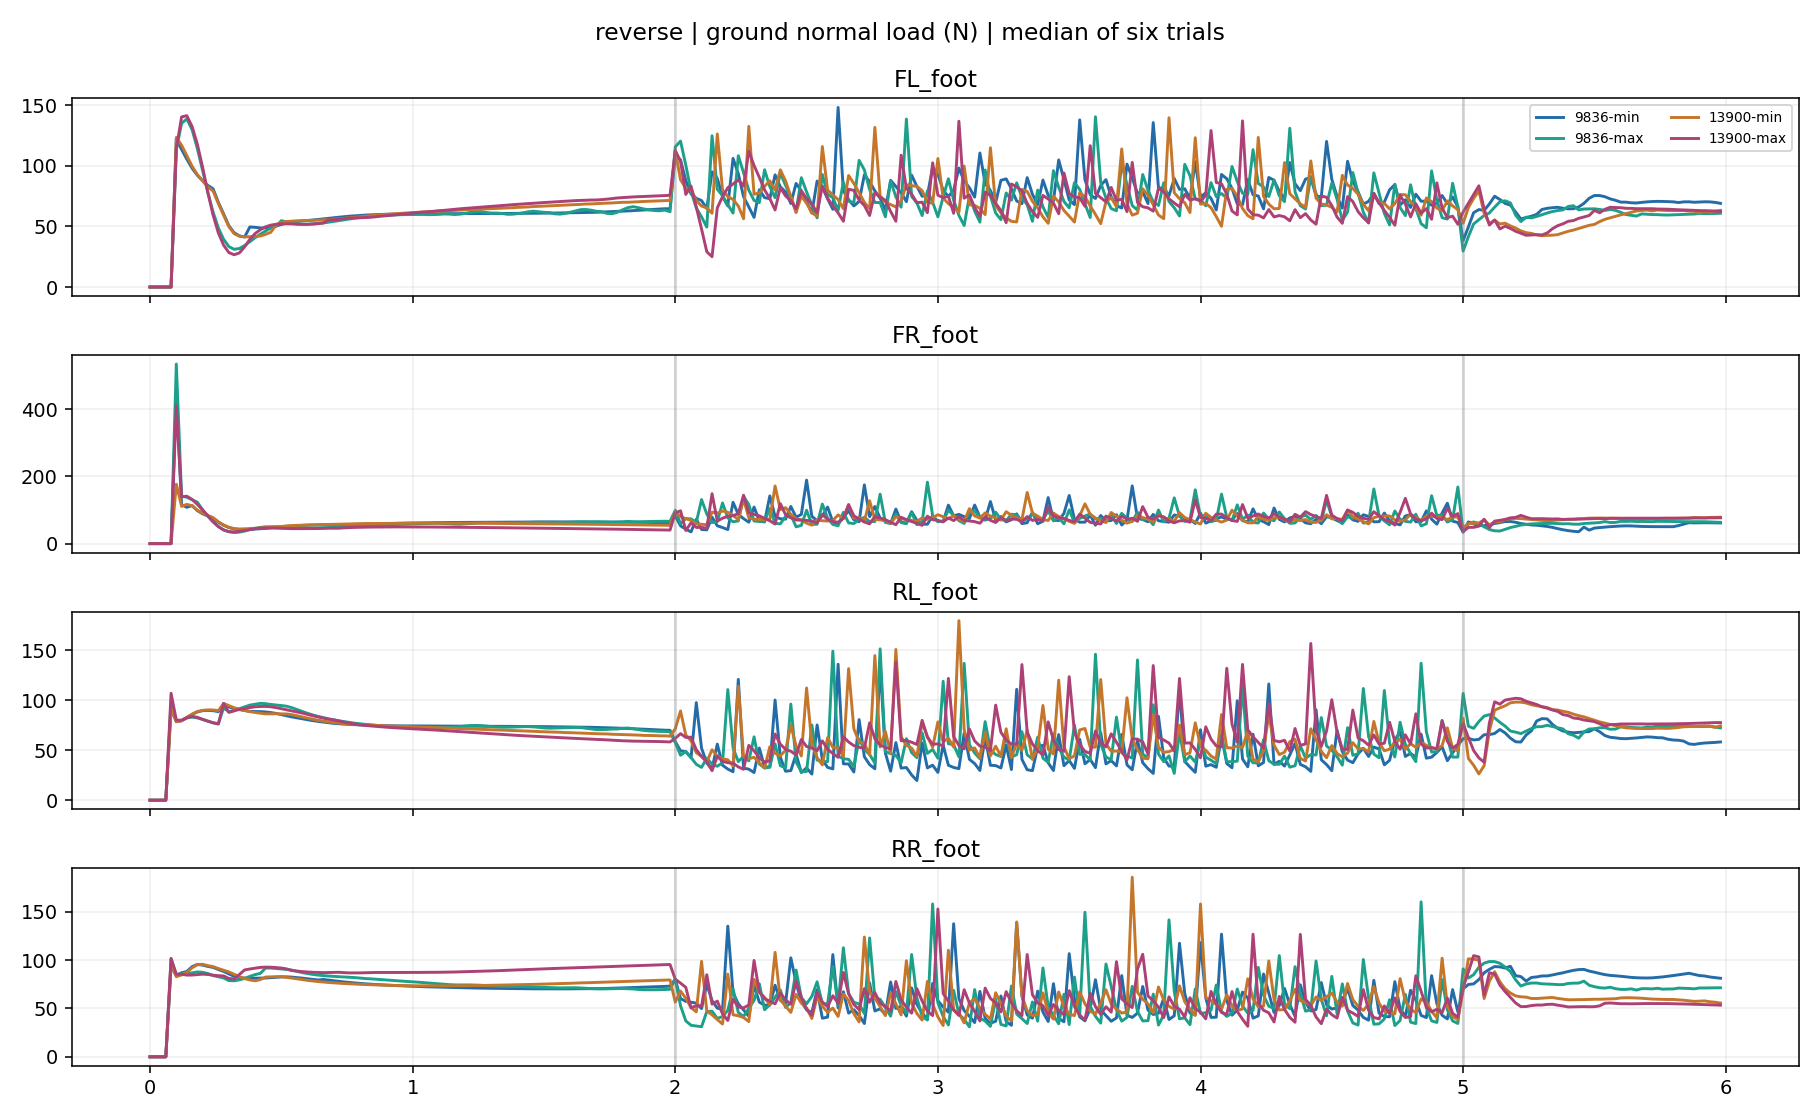 reverse | ground normal load (N) | median of six trials
FL_foot
150
100
50
0
9836-min
9836-max
13900-min
13900-max
FR_foot
400
200
0
RL_foot
150
100
50
0
RR_foot
150
100
50
0
0 1 2 3 4 5 6